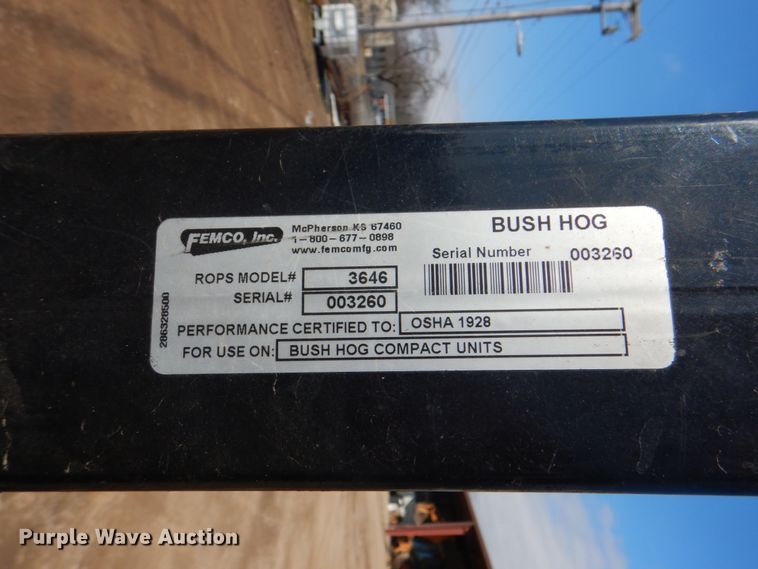 FEMCO, Inc.
McPherson KS 67460
1-800-677-0898
www.femcomfg.com
BUSH HOG
Serial Number 003260
ROPS MODEL# 3646
SERIAL# 003260
PERFORMANCE CERTIFIED TO: OSHA 1928
FOR USE ON: BUSH HOG COMPACT UNITS
286328500
Purple Wave Auction